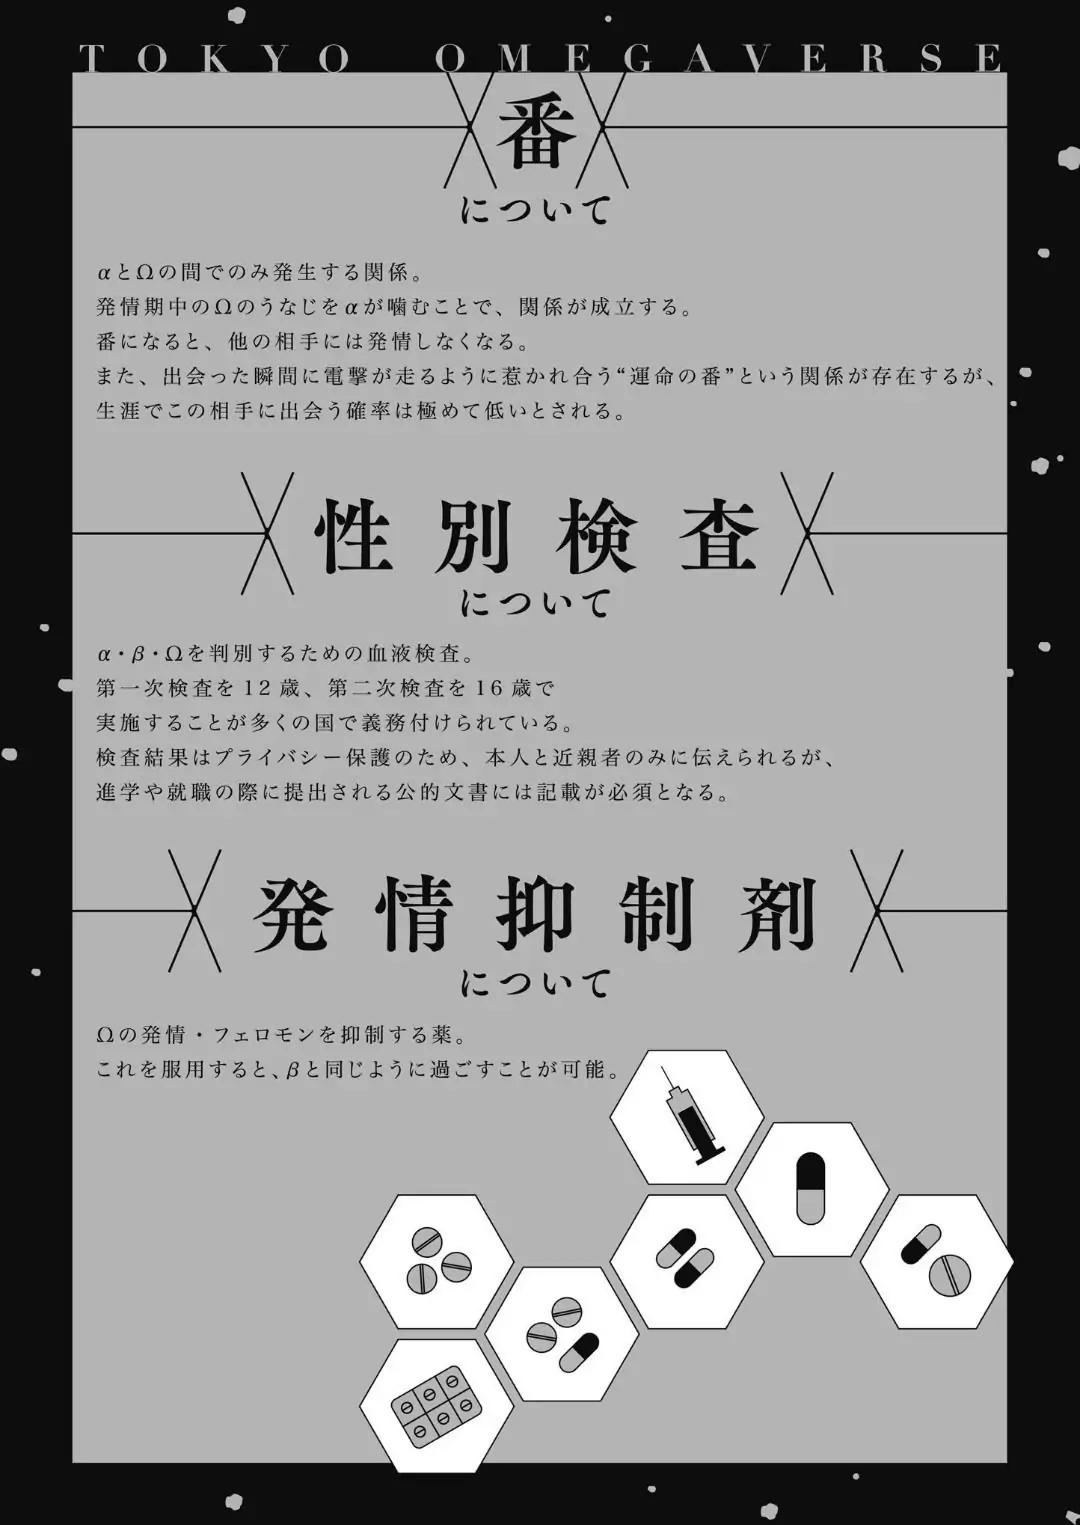 TOKYO OMEGAVERSE
番
について
αとΩの間でのみ発生する関係。
発情期中のΩのうなじをαが噛むことで、関係が成立する。
番になると、他の相手には発情しなくなる。
また、出会った瞬間に電撃が走るように惹かれ合う“運命の番”という関係が存在するが、
生涯でこの相手に出会う確率は極めて低いとされる。
性別検査
について
α・β・Ωを判別するための血液検査。
第一次検査を12歳、第二次検査を16歳で
実施することが多くの国で義務付けられている。
検査結果はプライバシー保護のため、本人と近親者のみに伝えられるが、
進学や就職の際に提出される公的文書には記載が必須となる。
発情抑制剤
について
Ωの発情・フェロモンを抑制する薬。
これを服用すると、βと同じように過ごすことが可能。